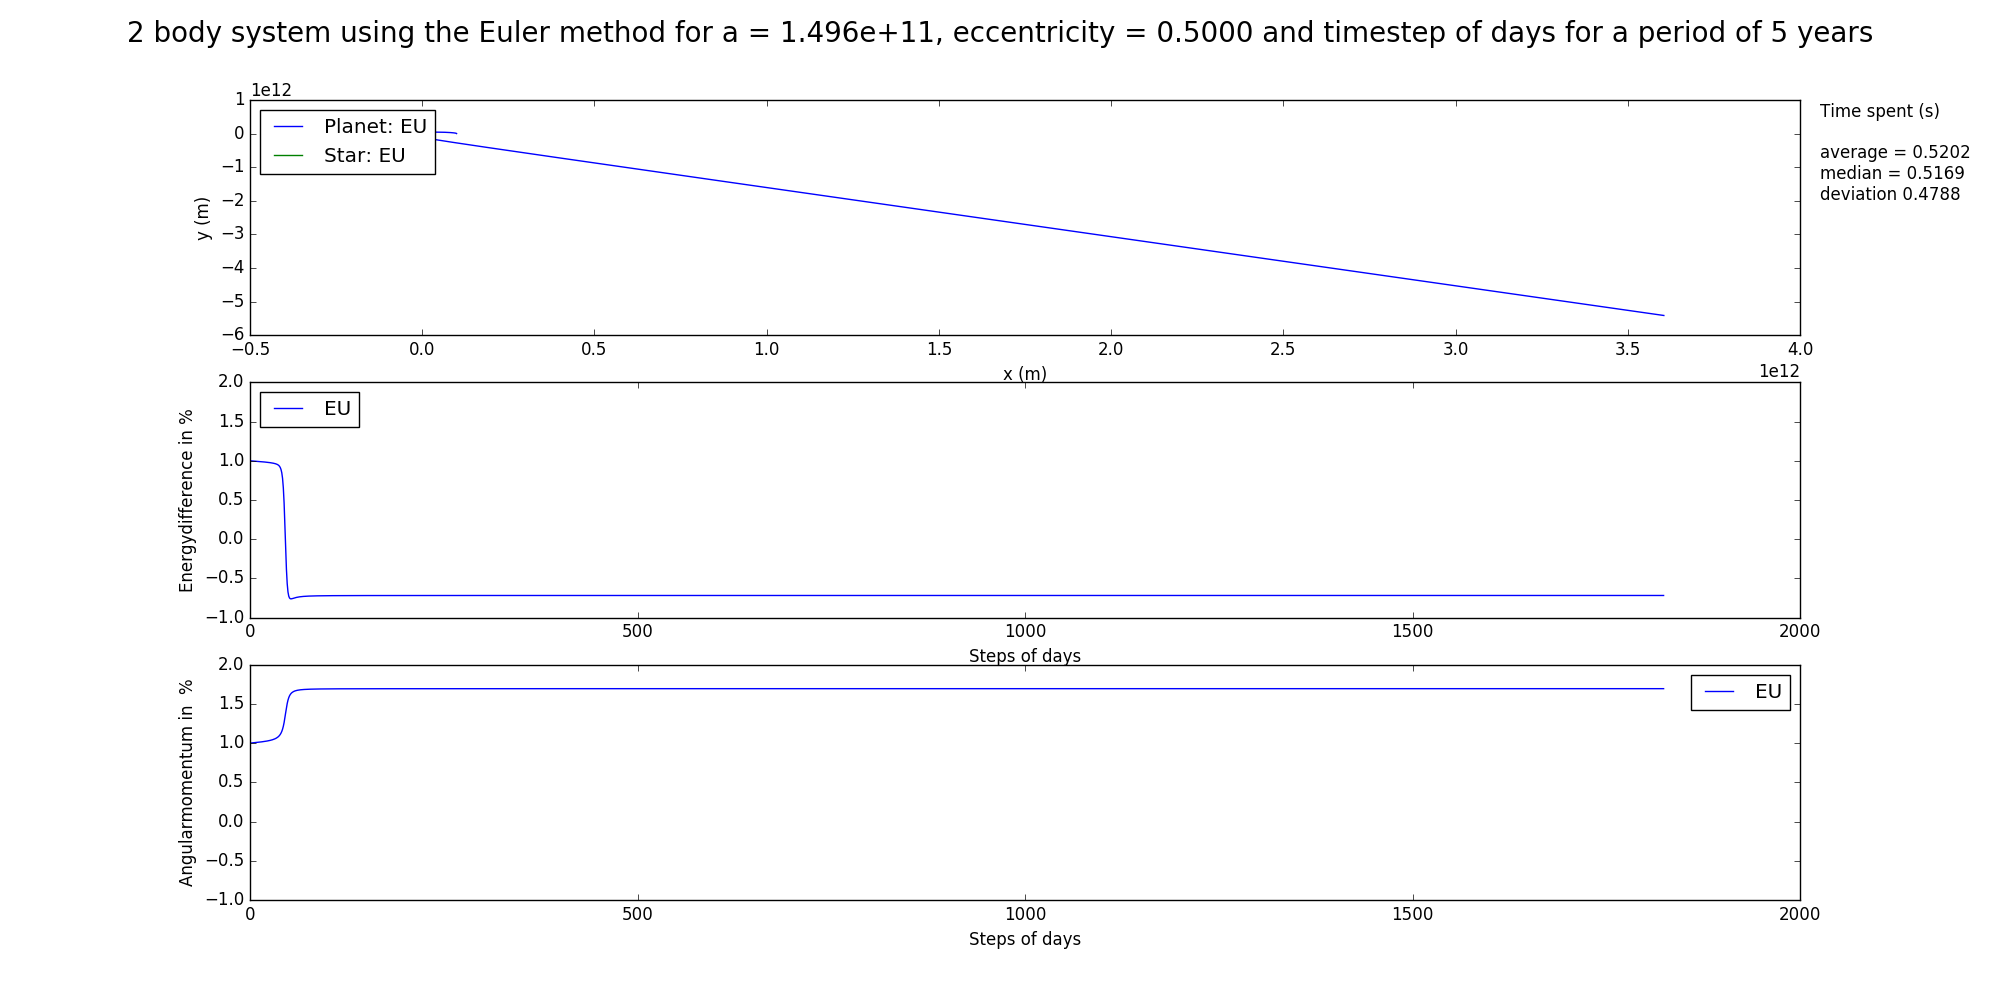 2 body system using the Euler method for a = 1.496e+11, eccentricity = 0.5000 and timestep of days for a period of 5 years
1e12
1
0
−1
−2
−3
−4
−5
−6
y (m)
Planet: EU
Star: EU
−0.5
0.0
0.5
1.0
1.5
2.0
2.5
3.0
3.5
4.0
x (m)
1e12
Time spent (s)
average = 0.5202
median = 0.5169
deviation 0.4788
2.0
1.5
1.0
0.5
0.0
−0.5
−1.0
Energydifference in %
EU
0
500
1000
1500
2000
Steps of days
2.0
1.5
1.0
0.5
0.0
−0.5
−1.0
Angularmomentum in  %
EU
0
500
1000
1500
2000
Steps of days